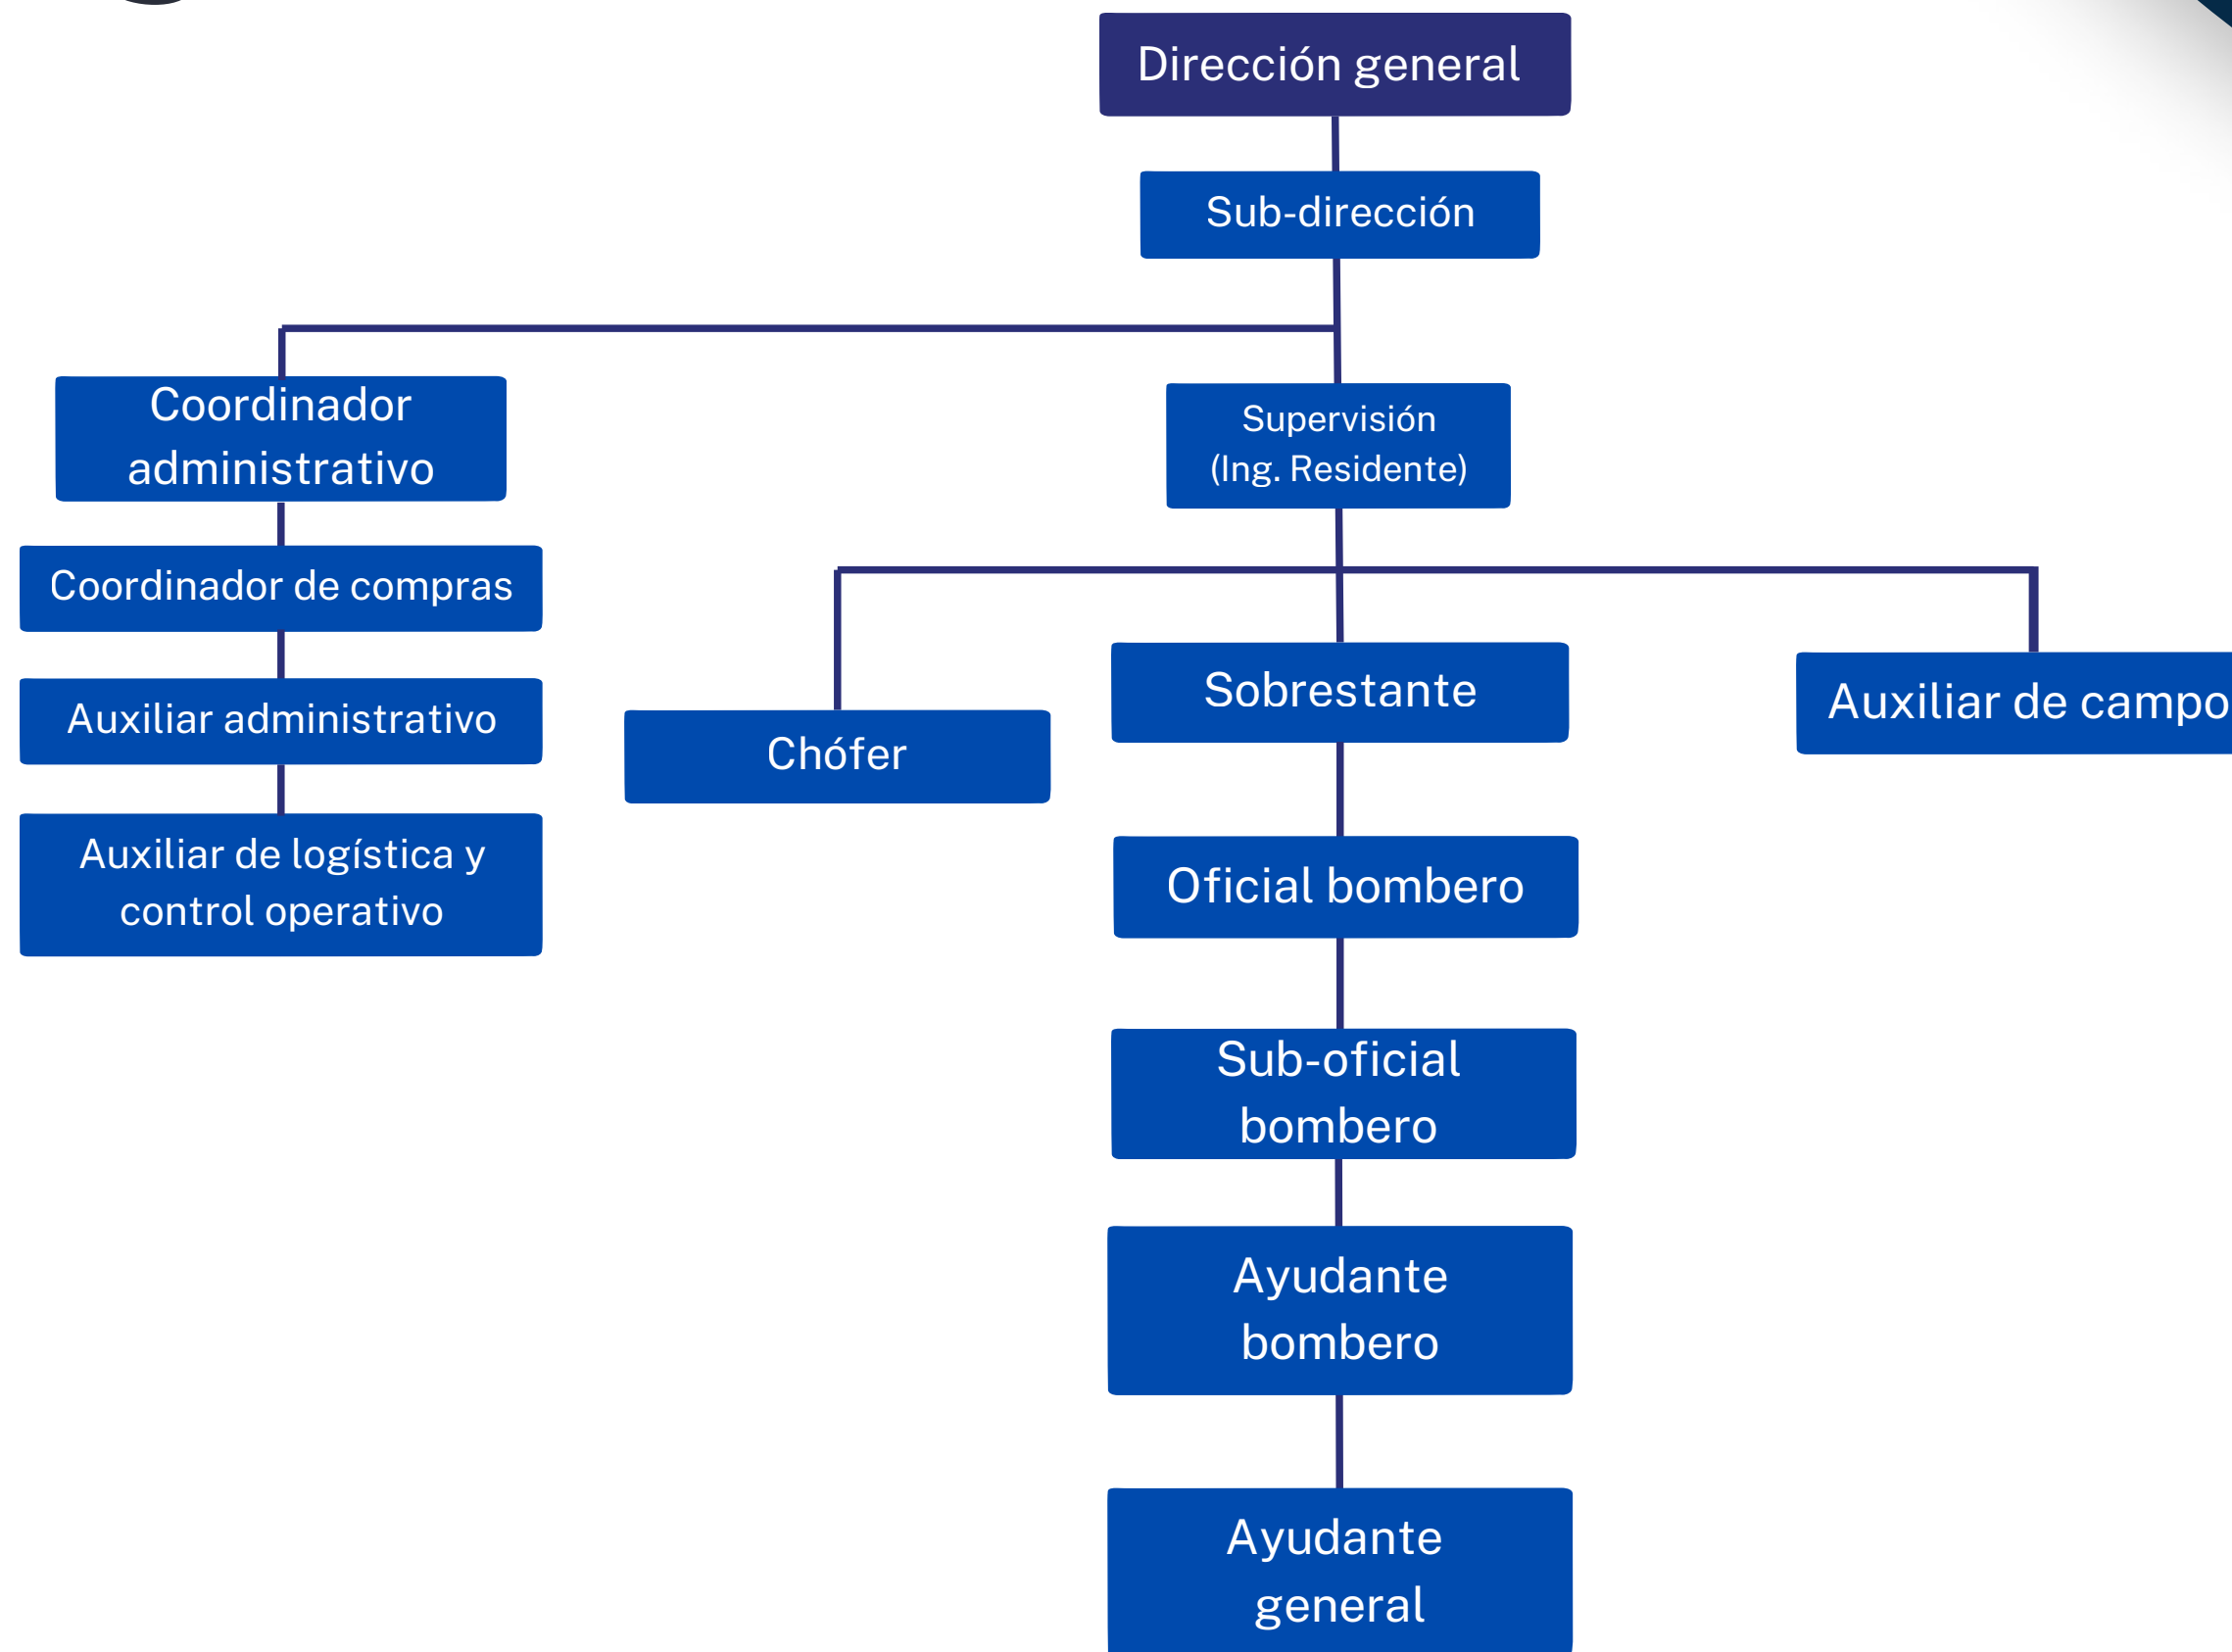 Dirección general
Sub-dirección
Coordinador
administrativo
Supervisión
(Ing. Residente)
Coordinador de compras
Auxiliar administrativo
Auxiliar de logística y
control operativo
Chófer
Sobrestante
Auxiliar de campo
Oficial bombero
Sub-oficial
bombero
Ayudante
bombero
Ayudante
general